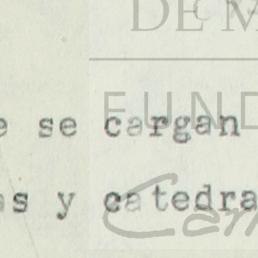 DE M
FUND
e se cargan
as y catedra